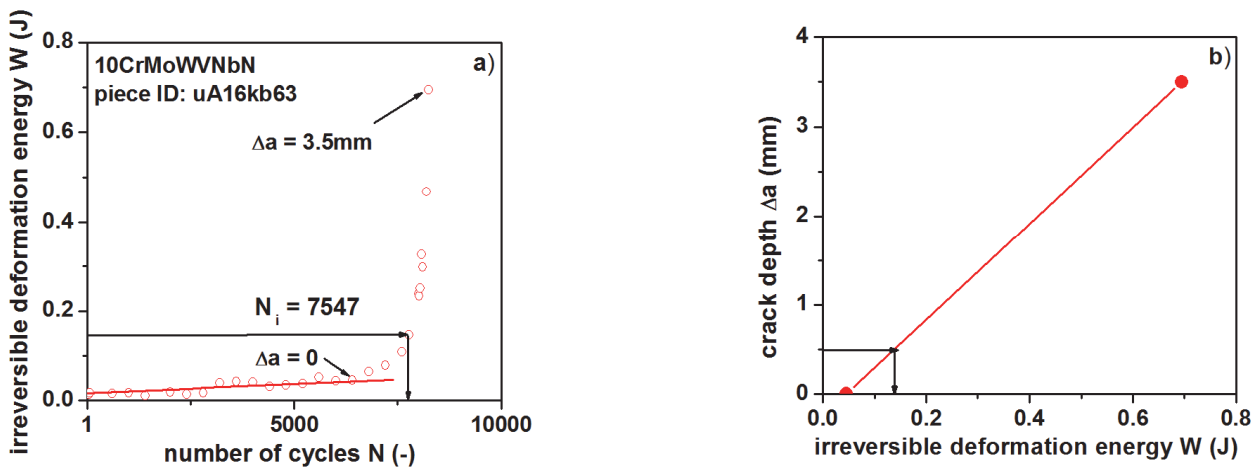 irreversible deformation energy W (J)
0.8
0.6
0.4
0.2
0.0
a)
10CrMoWVNbN
piece ID: uA16kb63
Δa = 3.5mm
N i = 7547
Δa = 0
1
5000
10000
number of cycles N (-)
crack depth Δa (mm)
4
3
2
1
0
b)
0.0
0.2
0.4
0.6
0.8
irreversible deformation energy W (J)